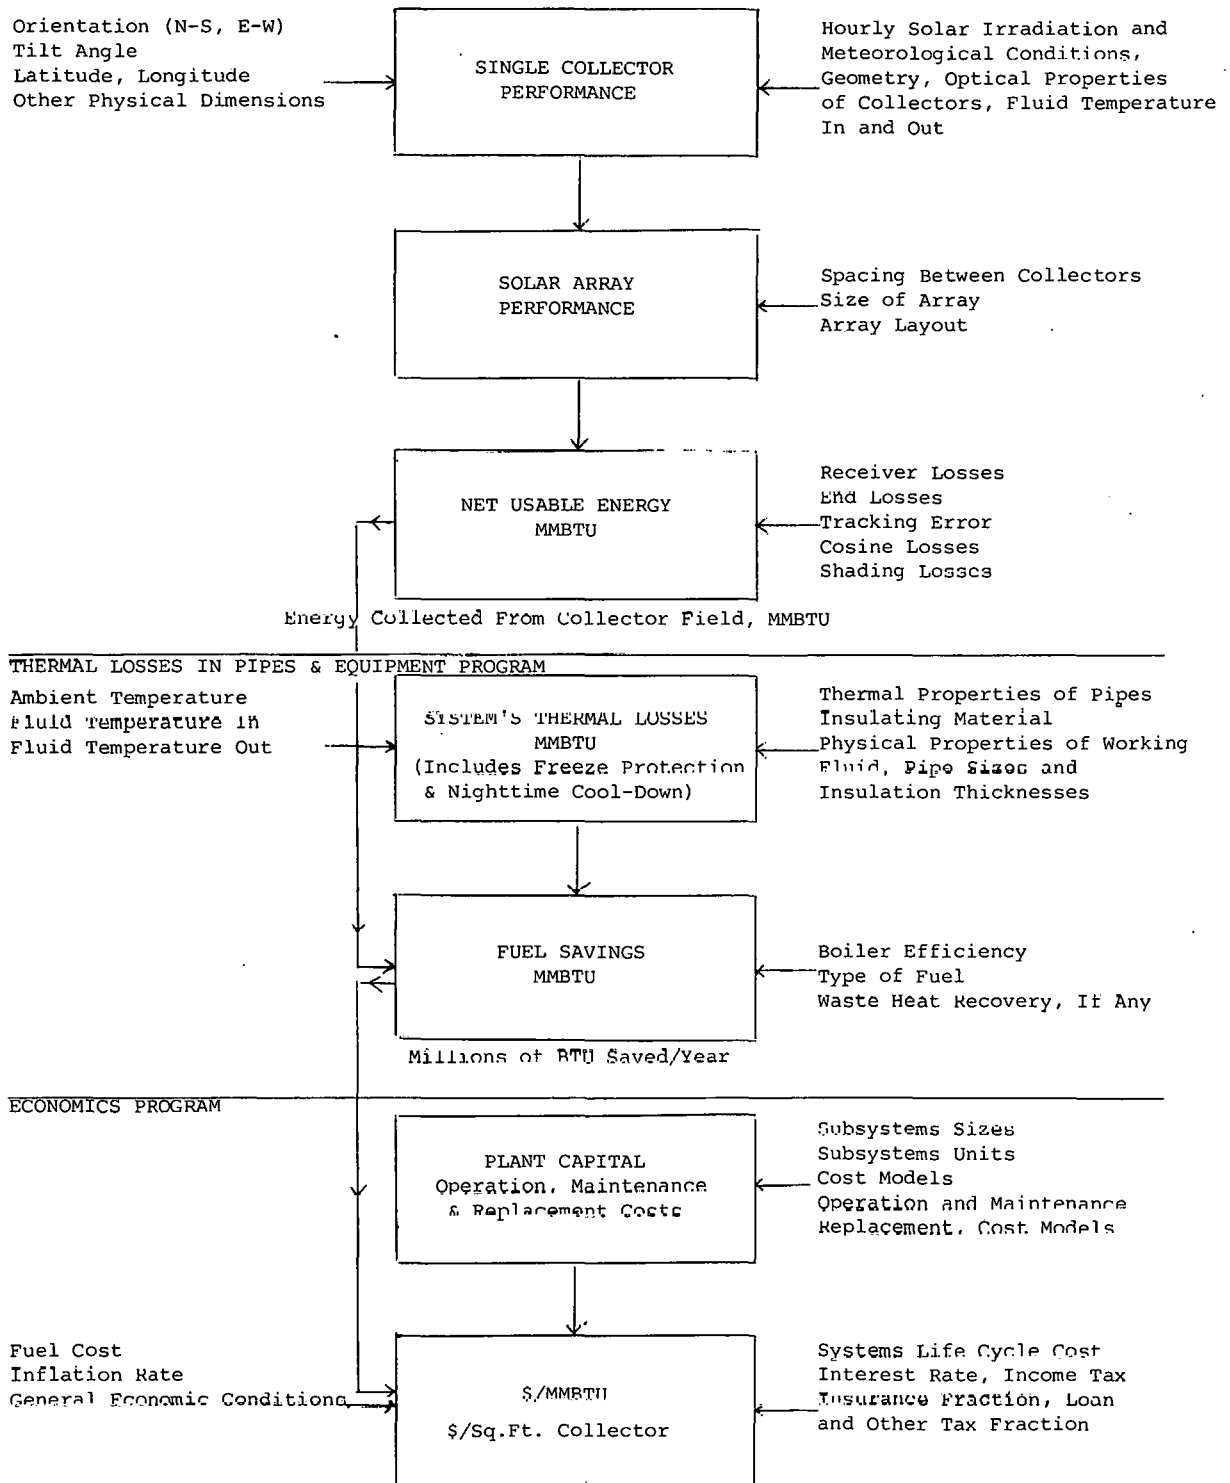 Orientation (N-S, E-W)
Tilt Angle
Latitude, Longitude
Other Physical Dimensions
SINGLE COLLECTOR
PERFORMANCE
Hourly Solar Irradiation and
Meteorological Conditions,
Geometry, Optical Properties
of Collectors, Fluid Temperature
In and Out
SOLAR ARRAY
PERFORMANCE
Spacing Between Collectors
Size of Array
Array Layout
NET USABLE ENERGY
MMBTU
Receiver Losses
End Losses
Tracking Error
Cosine Losses
Shading Losses
Energy Collected From Collector Field, MMBTU
THERMAL LOSSES IN PIPES & EQUIPMENT PROGRAM
Ambient Temperature
Fluid Temperature In
Fluid Temperature Out
SYSTEM'S THERMAL LOSSES
MMBTU
(Includes Freeze Protection
& Nighttime Cool-Down)
Thermal Properties of Pipes
Insulating Material
Physical Properties of Working
Fluid, Pipe Sizes and
Insulation Thicknesses
FUEL SAVINGS
MMBTU
Boiler Efficiency
Type of Fuel
Waste Heat Recovery, If Any
Millions of BTU Saved/Year
ECONOMICS PROGRAM
PLANT CAPITAL
Operation, Maintenance
& Replacement Costs
Subsystems Sizes
Subsystems Units
Cost Models
Operation and Maintenance
Replacement, Cost Models
Fuel Cost
Inflation Rate
General Economic Conditions
$/MMBTU
$/Sq.Ft. Collector
Systems Life Cycle Cost
Interest Rate, Income Tax
Insurance Fraction, Loan
and Other Tax Fraction